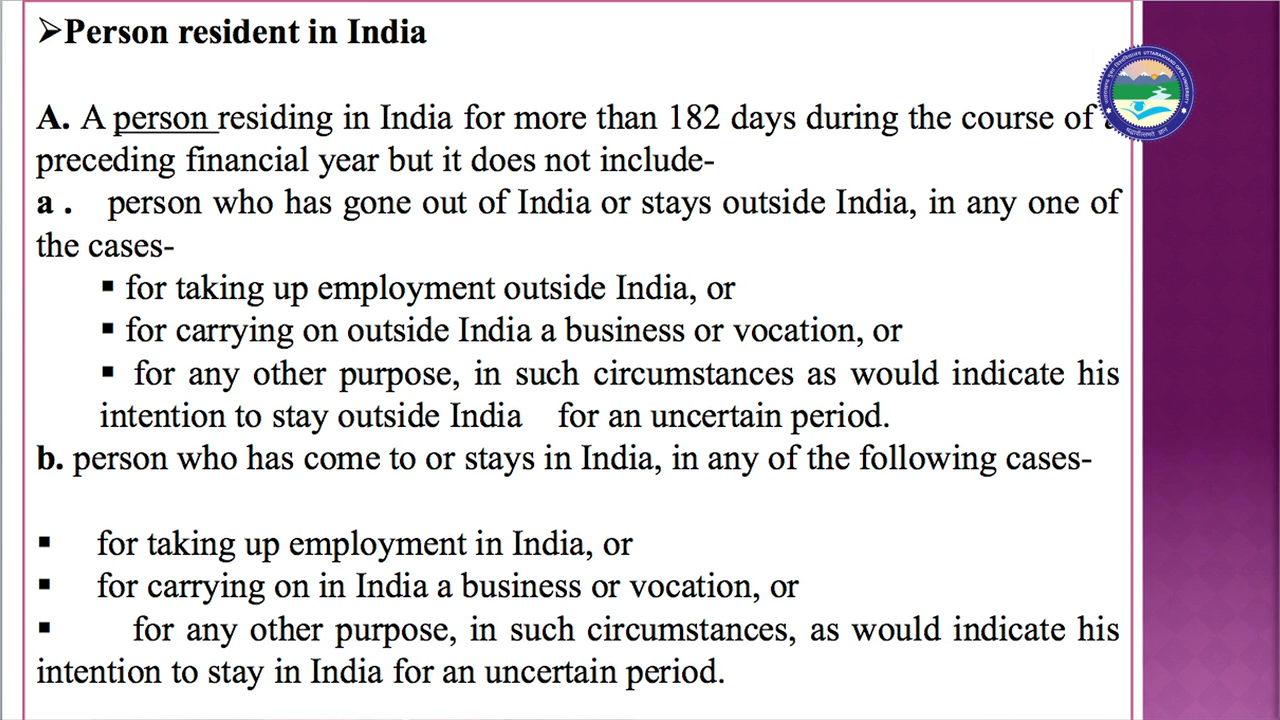 ➢Person resident in India
A. A person residing in India for more than 182 days during the course of
preceding financial year but it does not include-
a . person who has gone out of India or stays outside India, in any one of
the cases-
▪ for taking up employment outside India, or
▪ for carrying on outside India a business or vocation, or
▪ for any other purpose, in such circumstances as would indicate his
intention to stay outside India for an uncertain period.
b. person who has come to or stays in India, in any of the following cases-
▪ for taking up employment in India, or
▪ for carrying on in India a business or vocation, or
▪ for any other purpose, in such circumstances, as would indicate his
intention to stay in India for an uncertain period.
UTTARAKHAND OPEN UNIVERSITY